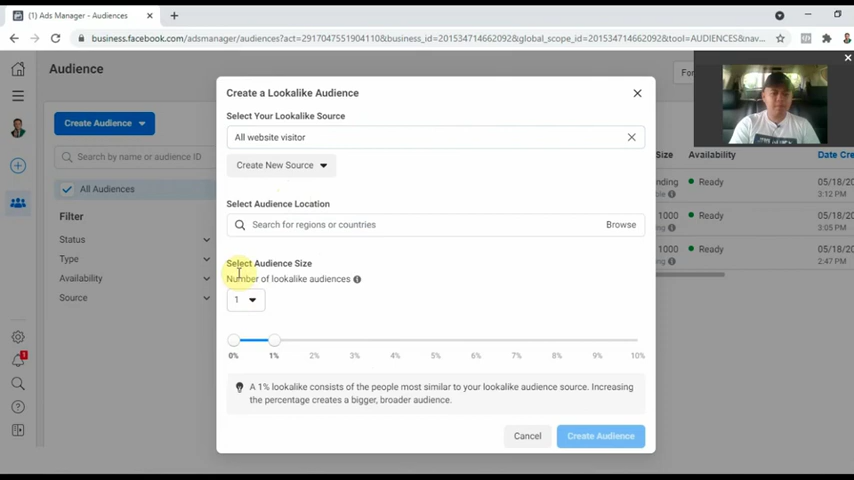 (1) Ads Manager - Audiences
business.facebook.com/adsmanager/audiences?act=2917047551904110&business_id=201534714662092&global_scope_id=201534714662092&tool=AUDIENCES&nav...
Audience
Create Audience
Search by name or audience ID
All Audiences
Filter
Status
Type
Availability
Source
1
Create a Lookalike Audience
Select Your Lookalike Source
All website visitor
Create New Source
Select Audience Location
Search for regions or countries
Browse
Select Audience Size
Number of lookalike audiences
1
0% 1% 2% 3% 4% 5% 6% 7% 8% 9% 10%
A 1% lookalike consists of the people most similar to your lookalike audience source. Increasing
the percentage creates a bigger, broader audience.
Cancel
Create Audience
For
Size Availability Date Cre
Ready 05/18/20
3:12 PM
1000 Ready 05/18/20
3:05 PM
1000 Ready 05/18/20
2:47 PM